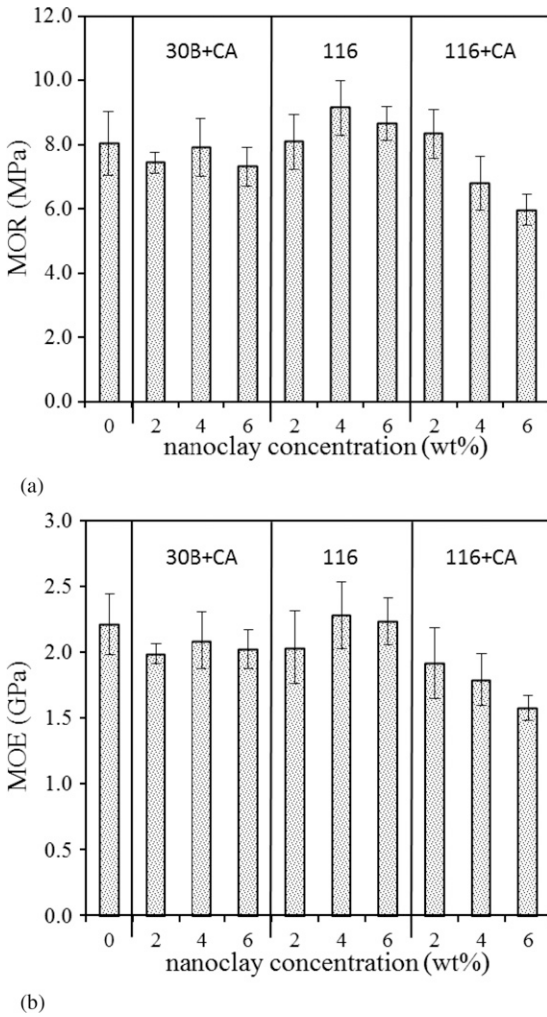 12.0
10.0
8.0
6.0
4.0
2.0
0.0
MOR (MPa)
30B+CA 116 116+CA
0 2 4 6 2 4 6 2 4 6
nanoclay concentration (wt%)
(a)
3.0
2.5
2.0
1.5
1.0
0.5
0.0
MOE (GPa)
30B+CA 116 116+CA
0 2 4 6 2 4 6 2 4 6
nanoclay concentration (wt%)
(b)